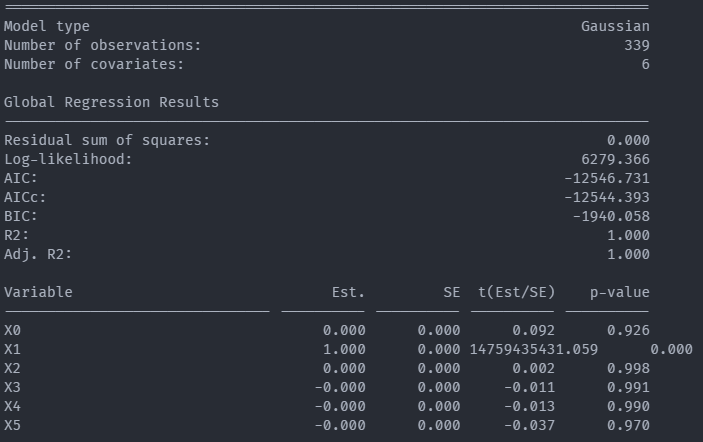 Model type Gaussian
Number of observations: 339
Number of covariates: 6
Global Regression Results
Residual sum of squares: 0.000
Log-likelihood: 6279.366
AIC: -12546.731
AICc: -12544.393
BIC: -1940.058
R2: 1.000
Adj. R2: 1.000
Variable Est. SE t(Est/SE) p-value
X0 0.000 0.000 0.092 0.926
X1 1.000 0.000 14759435431.059 0.000
X2 0.000 0.000 0.002 0.998
X3 -0.000 0.000 -0.011 0.991
X4 -0.000 0.000 -0.013 0.990
X5 -0.000 0.000 -0.037 0.970